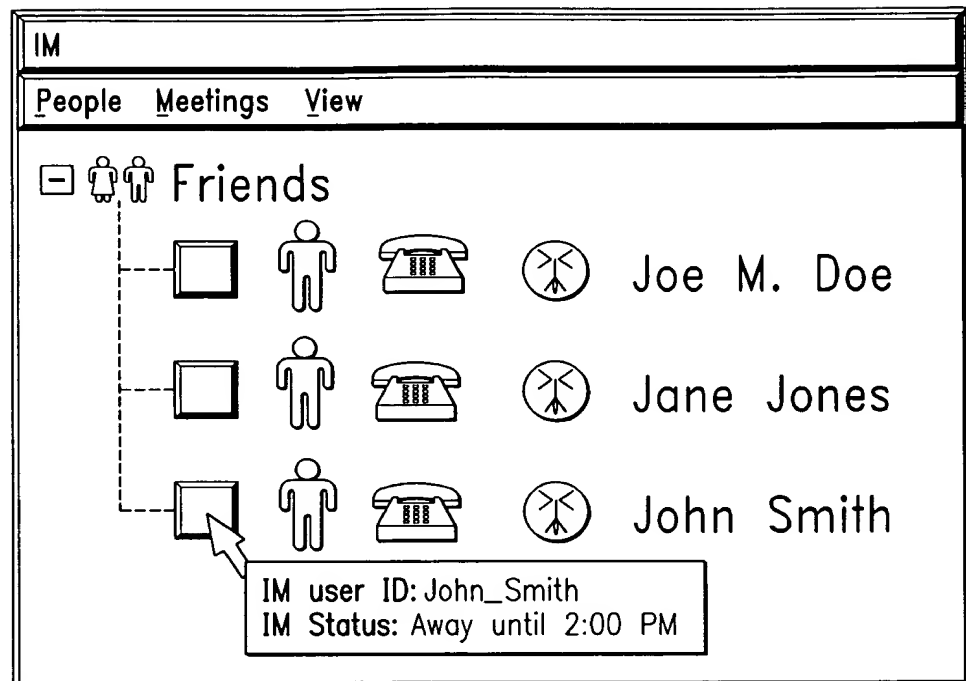 IM
People Meetings View
Friends
Joe M. Doe
Jane Jones
John Smith
IM user ID: John_Smith
IM Status: Away until 2:00 PM